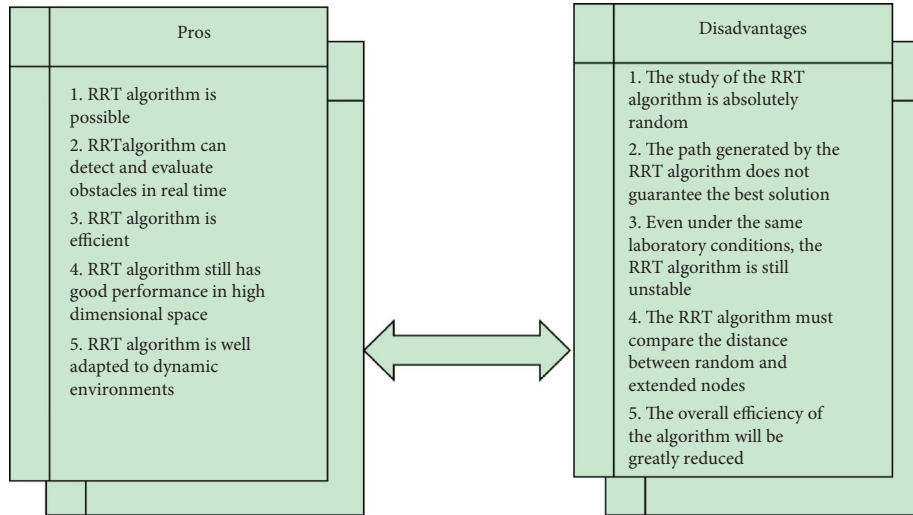 Pros
1. RRT algorithm is
possible
2. RRTalgorithm can
detect and evaluate
obstacles in real time
3. RRT algorithm is
efficient
4. RRT algorithm still has
good performance in high
dimensional space
5. RRT algorithm is well
adapted to dynamic
environments
Disadvantages
1. The study of the RRT
algorithm is absolutely
random
2. The path generated by the
RRT algorithm does not
guarantee the best solution
3. Even under the same
laboratory conditions, the
RRT algorithm is still
unstable
4. The RRT algorithm must
compare the distance
between random and
extended nodes
5. The overall efficiency of
the algorithm will be
greatly reduced